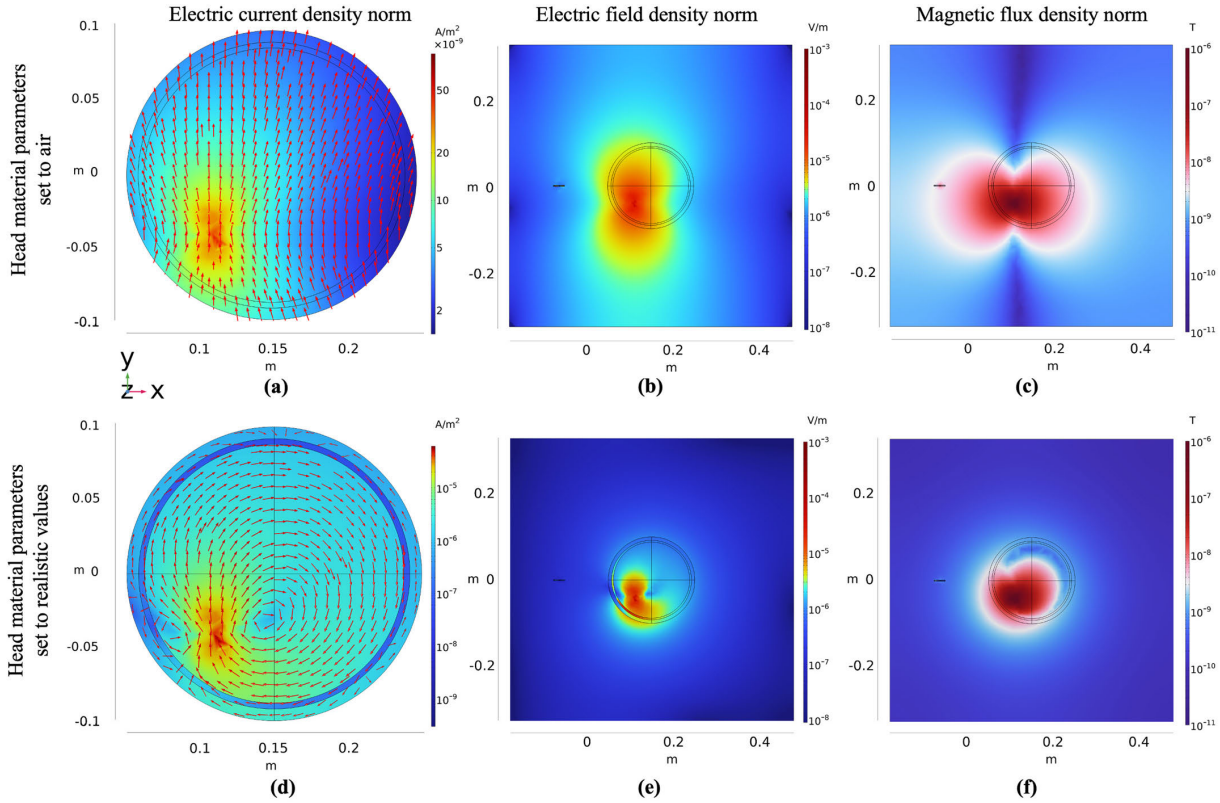 Electric current density norm
Electric field density norm
Magnetic flux density norm
Head material parameters
set to air
0.1
0.05
m 0
-0.05
-0.1
0.1
0.15
0.2
m
A/m²
×10⁻⁹
50
20
10
5
2
y
z
x
(a)
0.2
m 0
-0.2
0
0.2
0.4
m
V/m
10⁻³
10⁻⁴
10⁻⁵
10⁻⁶
10⁻⁷
10⁻⁸
(b)
0.2
m 0
-0.2
0
0.2
0.4
m
T
10⁻⁶
10⁻⁷
10⁻⁸
10⁻⁹
10⁻¹⁰
10⁻¹¹
(c)
Head material parameters
set to realistic values
0.1
0.05
m 0
-0.05
-0.1
0.1
0.15
0.2
m
A/m²
10⁻⁵
10⁻⁶
10⁻⁷
10⁻⁸
10⁻⁹
(d)
0.2
m 0
-0.2
0
0.2
0.4
m
V/m
10⁻³
10⁻⁴
10⁻⁵
10⁻⁶
10⁻⁷
10⁻⁸
(e)
0.2
m 0
-0.2
0
0.2
0.4
m
T
10⁻⁶
10⁻⁷
10⁻⁸
10⁻⁹
10⁻¹⁰
10⁻¹¹
(f)